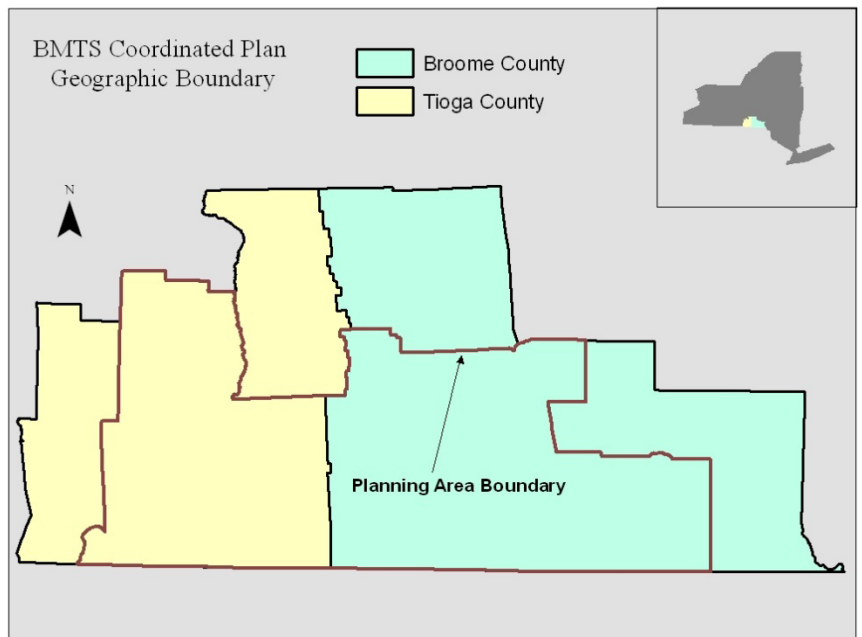 BMTS Coordinated Plan
Geographic Boundary
Broome County
Tioga County
N
Planning Area Boundary